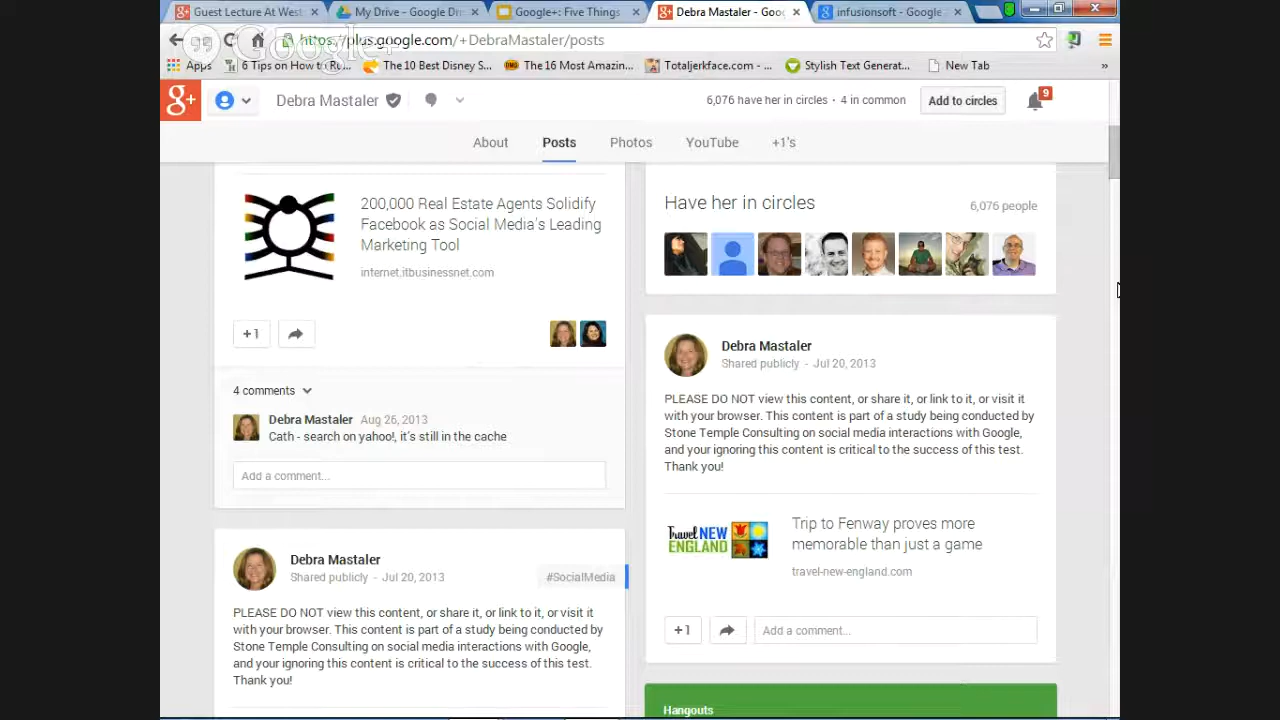 Guest Lecture At West
My Drive - Google Dri
Google+: Five Things
Debra Mastaler - Goo
infusionsoft - Google
Google+
https://plus.google.com/+DebraMastaler/posts
Apps
6 Tips on How to R...
The 10 Best Disney S...
The 16 Most Amazin...
Totaljerkface.com - ...
Stylish Text Generat...
New Tab
»
g+
Debra Mastaler
6,076 have her in circles · 4 in common
Add to circles
9
About
Posts
Photos
YouTube
+1's
200,000 Real Estate Agents Solidify
Facebook as Social Media's Leading
Marketing Tool
internet.itbusinessnet.com
+1
4 comments
Debra Mastaler Aug 26, 2013
Cath - search on yahoo!, it's still in the cache
Add a comment...
Debra Mastaler
Shared publicly - Jul 20, 2013
#SocialMedia
PLEASE DO NOT view this content, or share it, or link to it, or visit it
with your browser. This content is part of a study being conducted by
Stone Temple Consulting on social media interactions with Google,
and your ignoring this content is critical to the success of this test.
Thank you!
Have her in circles
6,076 people
Debra Mastaler
Shared publicly - Jul 20, 2013
PLEASE DO NOT view this content, or share it, or link to it, or visit it
with your browser. This content is part of a study being conducted by
Stone Temple Consulting on social media interactions with Google,
and your ignoring this content is critical to the success of this test.
Thank you!
Travel NEW
ENGLAND
Trip to Fenway proves more
memorable than just a game
travel-new-england.com
+1
Add a comment...
Hangouts